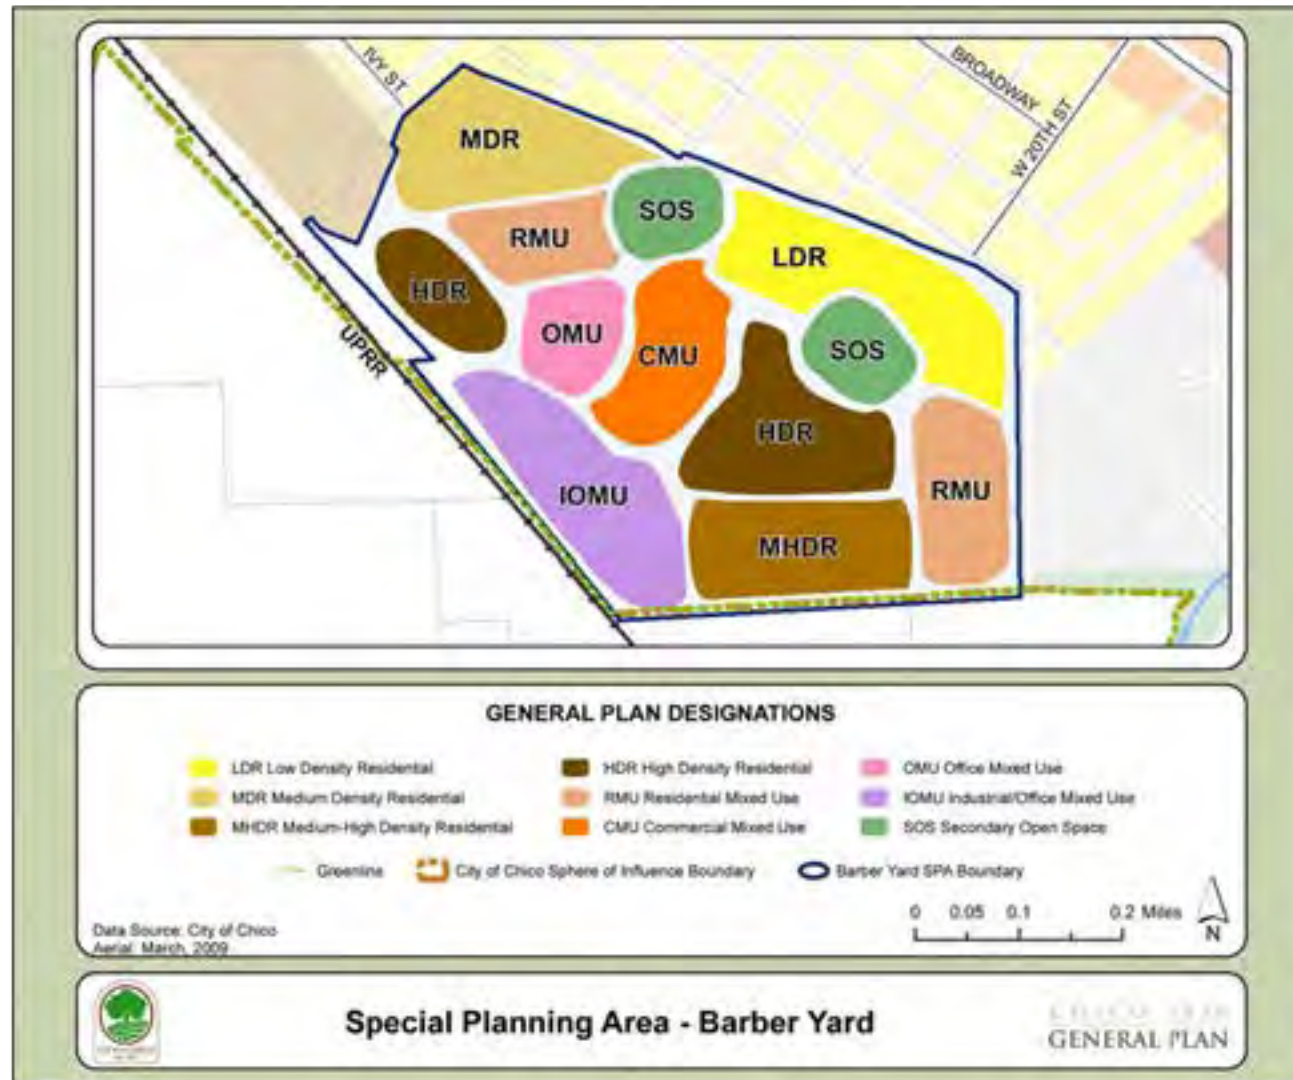 IVY ST
BROADWAY
W 20TH ST
MDR
SOS
RMU
LDR
HDR
OMU
CMU
SOS
UPRR
HDR
IOMU
RMU
MHDR
GENERAL PLAN DESIGNATIONS
LDR Low Density Residential
HDR High Density Residential
OMU Office Mixed Use
MDR Medium Density Residential
RMU Residential Mixed Use
IOMU Industrial/Office Mixed Use
MHDR Medium-High Density Residential
CMU Commercial Mixed Use
SOS Secondary Open Space
Greenline
City of Chico Sphere of Influence Boundary
Barber Yard SPA Boundary
0 0.05 0.1 0.2 Miles
N
Data Source: City of Chico
Aerial: March, 2009
Special Planning Area - Barber Yard
GENERAL PLAN